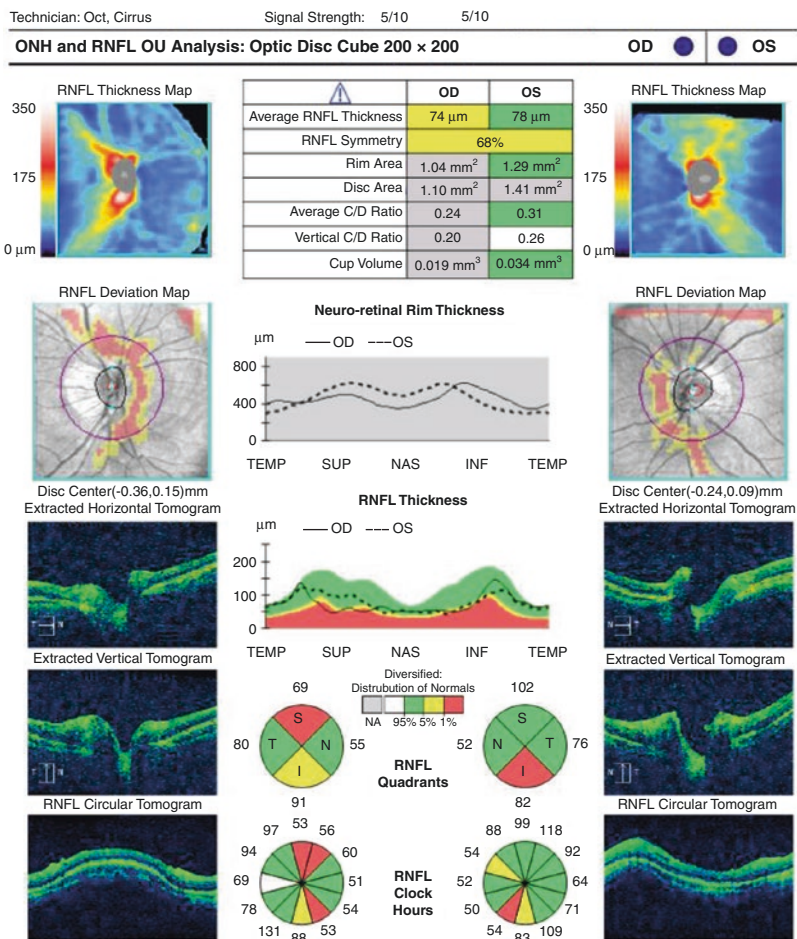 Technician: Oct, Cirrus Signal Strength: 5/10 5/10
ONH and RNFL OU Analysis: Optic Disc Cube 200 × 200 OD OS
RNFL Thickness Map
350
175
0 µm
OD OS
Average RNFL Thickness 74 µm 78 µm
RNFL Symmetry 68%
Rim Area 1.04 mm² 1.29 mm²
Disc Area 1.10 mm² 1.41 mm²
Average C/D Ratio 0.24 0.31
Vertical C/D Ratio 0.20 0.26
Cup Volume 0.019 mm³ 0.034 mm³
RNFL Thickness Map
350
175
0 µm
RNFL Deviation Map
Disc Center(-0.36,0.15)mm
Neuro-retinal Rim Thickness
µm OD OS
800
400
0
TEMP SUP NAS INF TEMP
RNFL Deviation Map
Disc Center(-0.24,0.09)mm
Extracted Horizontal Tomogram
T N
RNFL Thickness
µm OD OS
200
100
0
TEMP SUP NAS INF TEMP
Extracted Horizontal Tomogram
N T
Extracted Vertical Tomogram
Diversified:
Distrubution of Normals
NA 95% 5% 1%
69
S
80 T N 55
I
91
RNFL
Quadrants
102
S
52 N T 76
I
82
Extracted Vertical Tomogram
RNFL Circular Tomogram
53
97 56
94 60
69 51
78 54
131 53
88
RNFL
Clock
Hours
99
88 118
54 92
52 64
50 71
54 109
83
RNFL Circular Tomogram